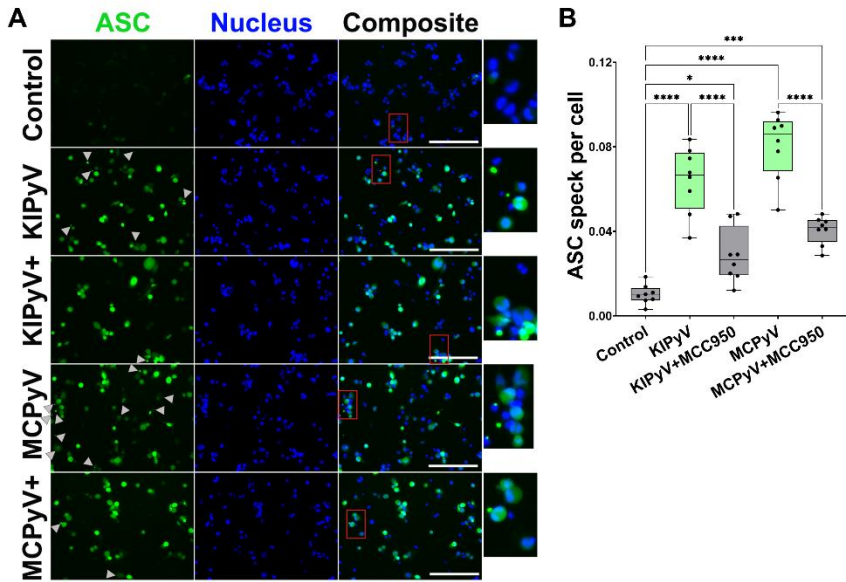 A
ASC
Nucleus
Composite
Control
KIPyV
KIPyV+
MCPyV
MCPyV+
B
ASC speck per cell
0.12
0.08
0.04
0.00
***
****
*
**** **** ****
Control
KIPyV
KIPyV+MCC950
MCPyV
MCPyV+MCC950